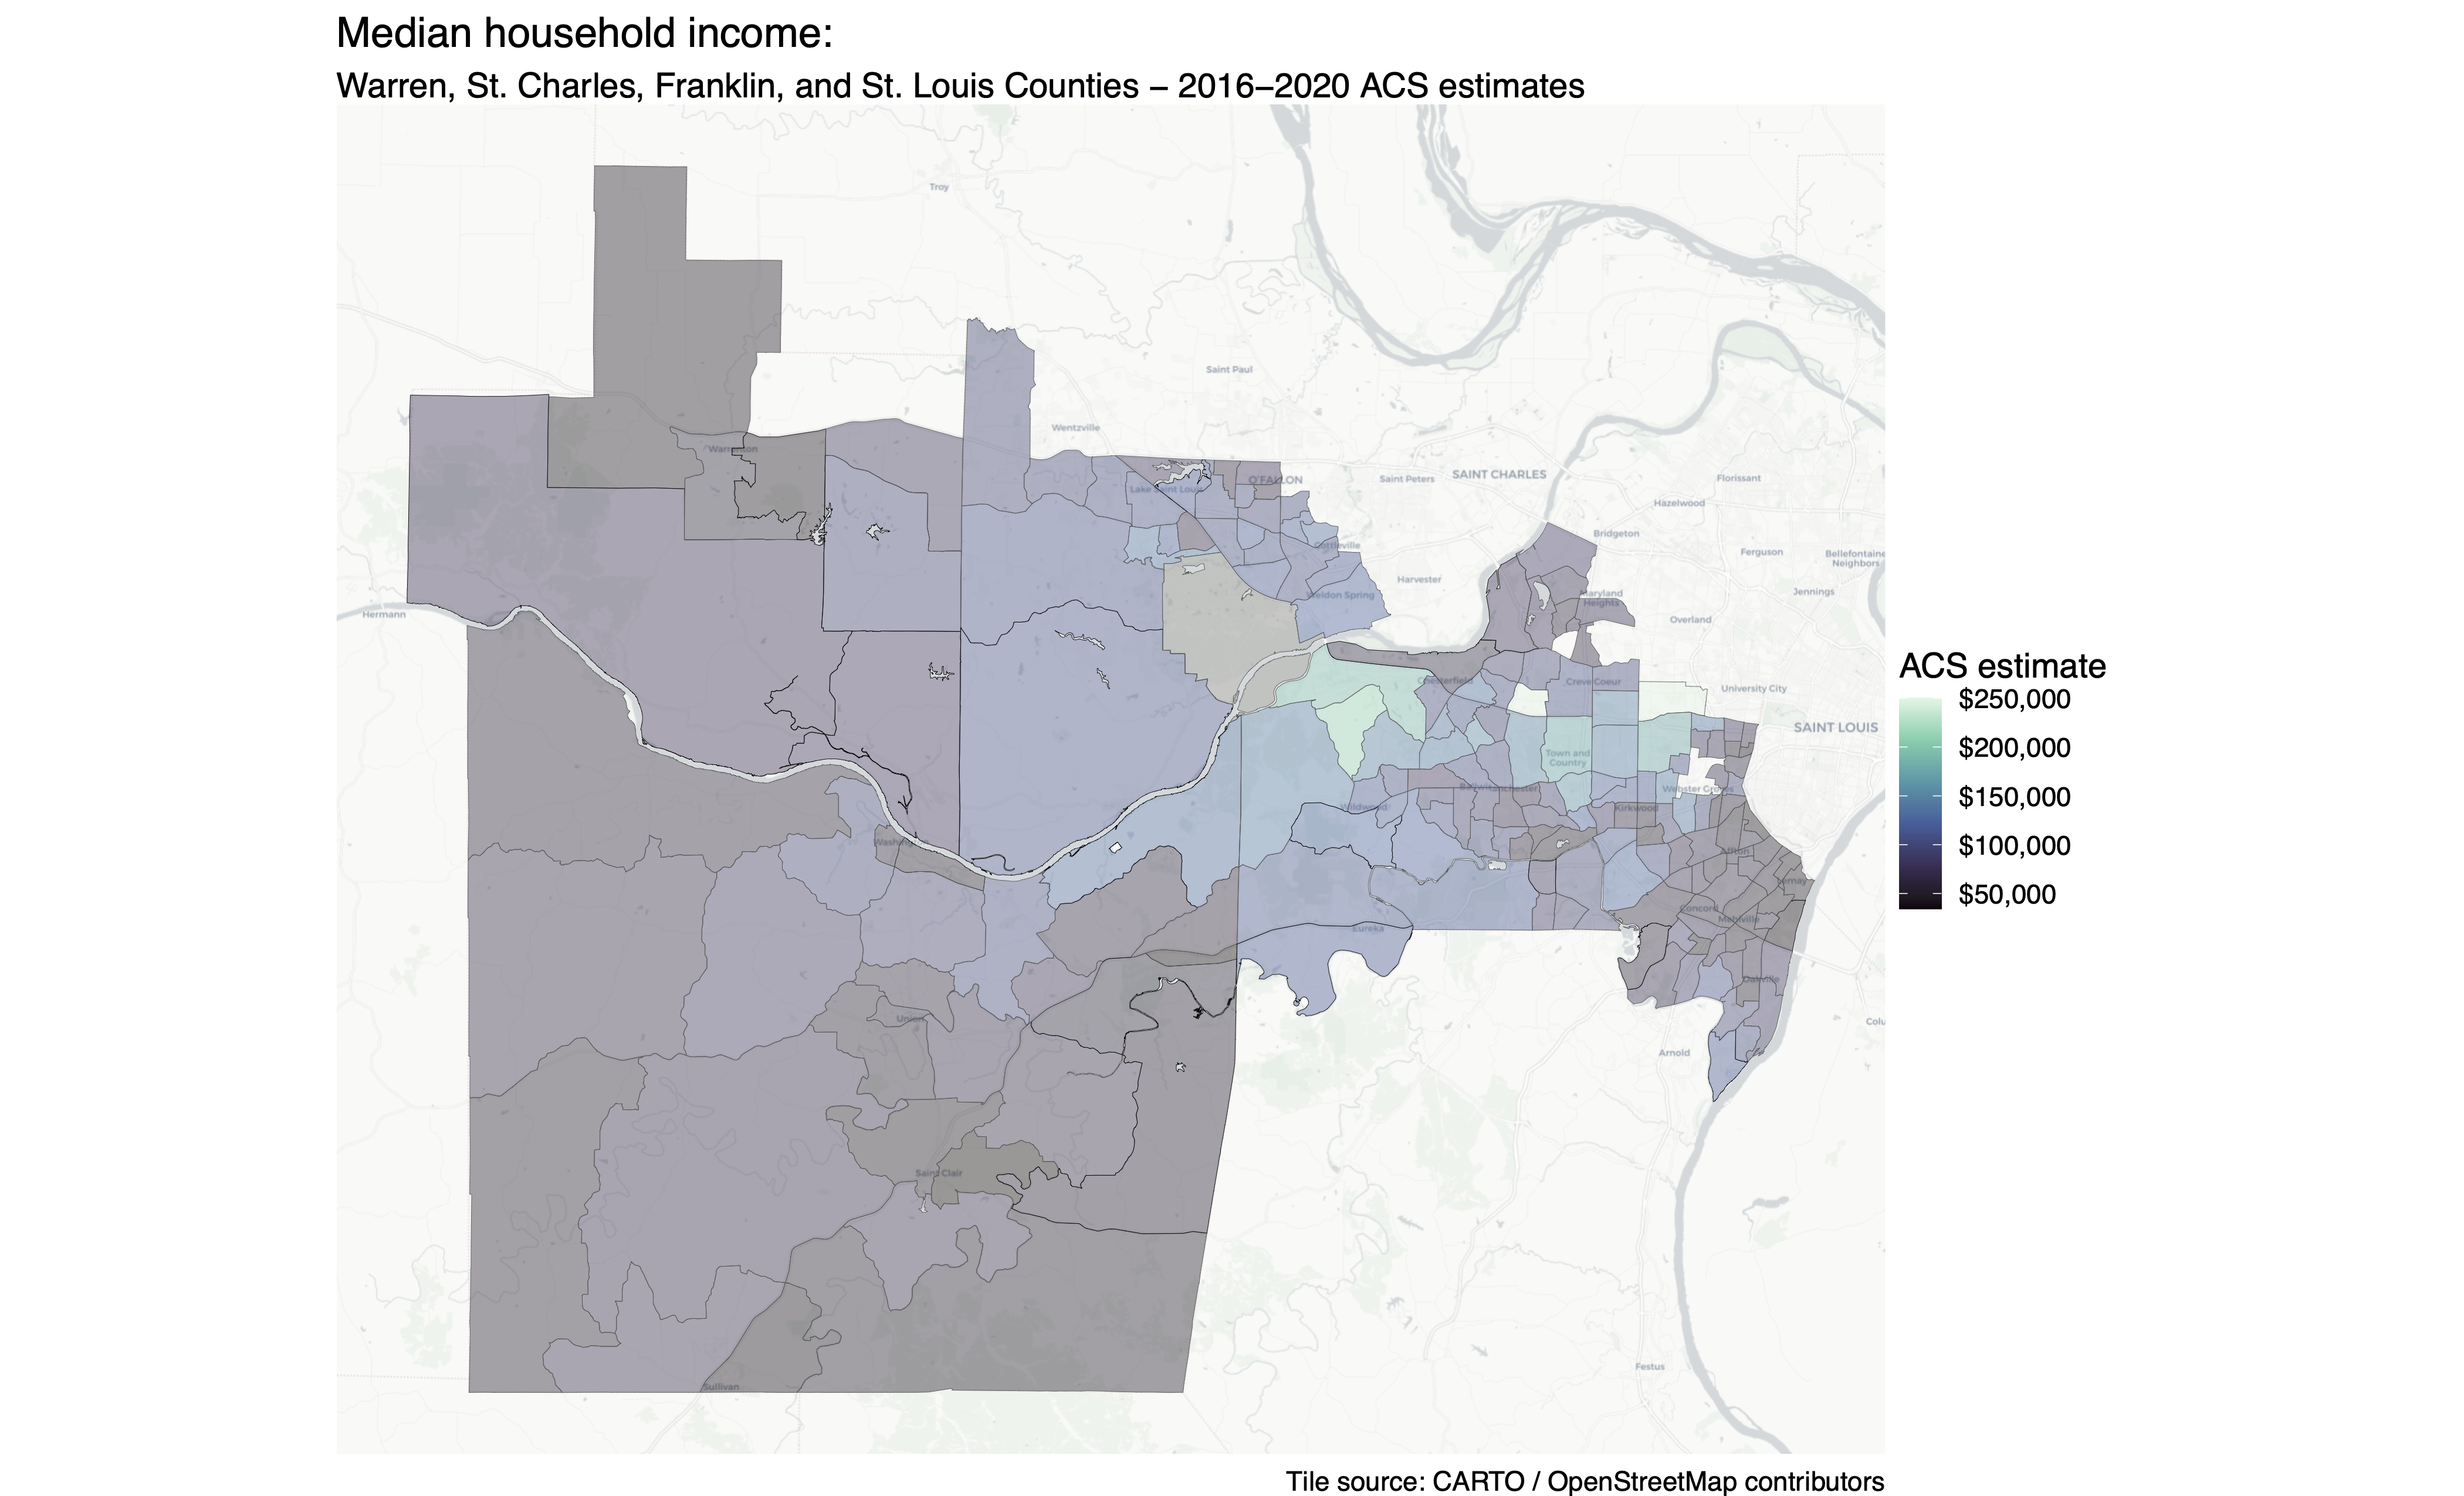 Median household income:
Warren, St. Charles, Franklin, and St. Louis Counties – 2016–2020 ACS estimates
Troy
Saint Paul
Wentzville
Warrenton
SAINT CHARLES
O'FALLON
Saint Peters
Florissant
Lake Saint Louis
Hazelwood
Bridgeton
Cottleville
Ferguson
Bellefontaine
Neighbors
Harvester
Jennings
Weldon Spring
Maryland
Heights
Hermann
Overland
Chesterfield
Creve Coeur
University City
SAINT LOUIS
Town and
Country
Ballwin
Manchester
Webster Groves
Wildwood
Kirkwood
Washington
Affton
Lemay
Concord
Mehlville
Eureka
Oakville
Union
Colu
Arnold
Saint Clair
Festus
Sullivan
ACS estimate
$250,000
$200,000
$150,000
$100,000
$50,000
Tile source: CARTO / OpenStreetMap contributors